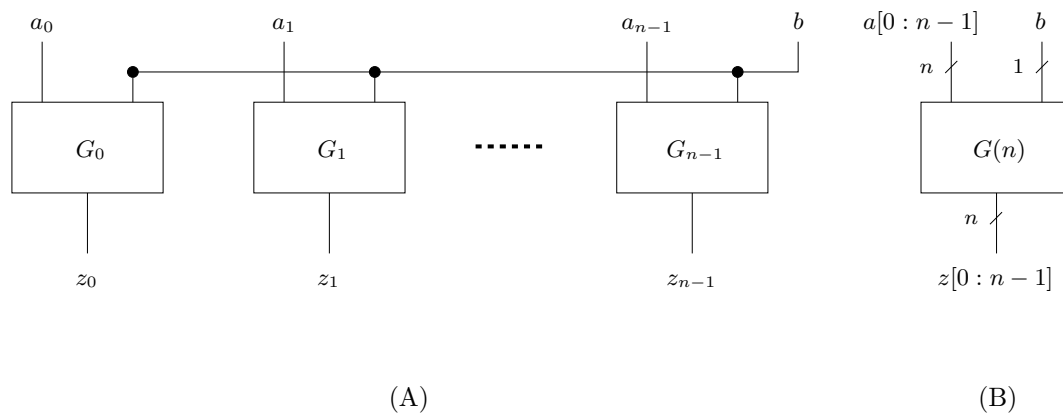 a₀ a₁ aₙ₋₁ b a[0 : n − 1] b
n 1
G₀ G₁ Gₙ₋₁ G(n)
n
z₀ z₁ zₙ₋₁ z[0 : n − 1]
(A) (B)